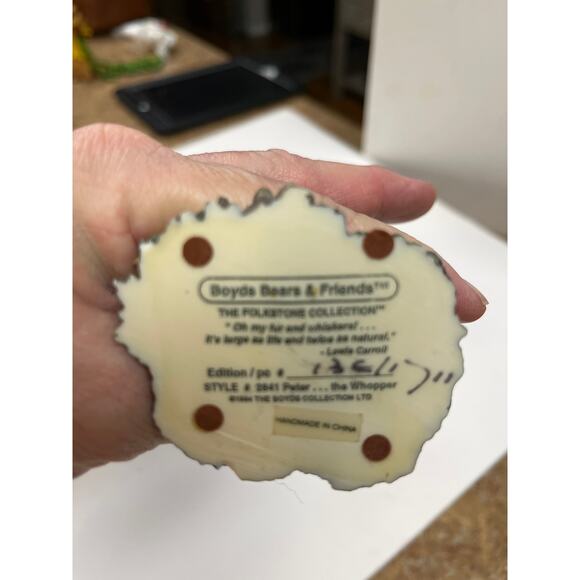 Boyds Bears & Friends™
THE FOLKSTONE COLLECTION™
" Oh my fur and whiskers! . . .
It's large as life and twice as natural."
- Lewis Carroll
Edition / pc #
STYLE # 2841 Peter . . . the Whopper
©1994 THE BOYDS COLLECTION LTD
HANDMADE IN CHINA